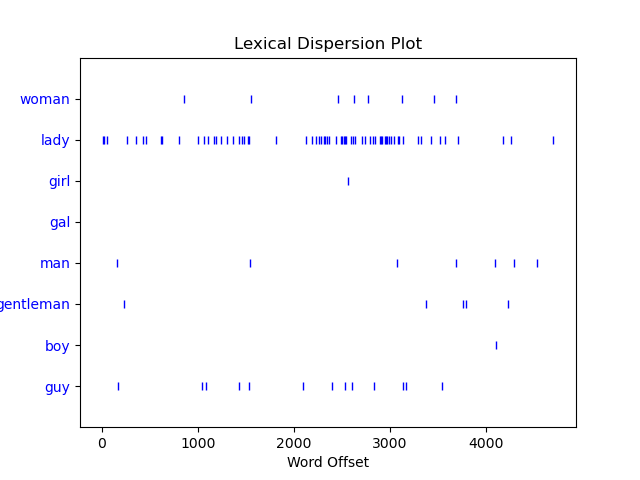 Lexical Dispersion Plot
woman
lady
girl
gal
man
gentleman
boy
guy
0 1000 2000 3000 4000
Word Offset